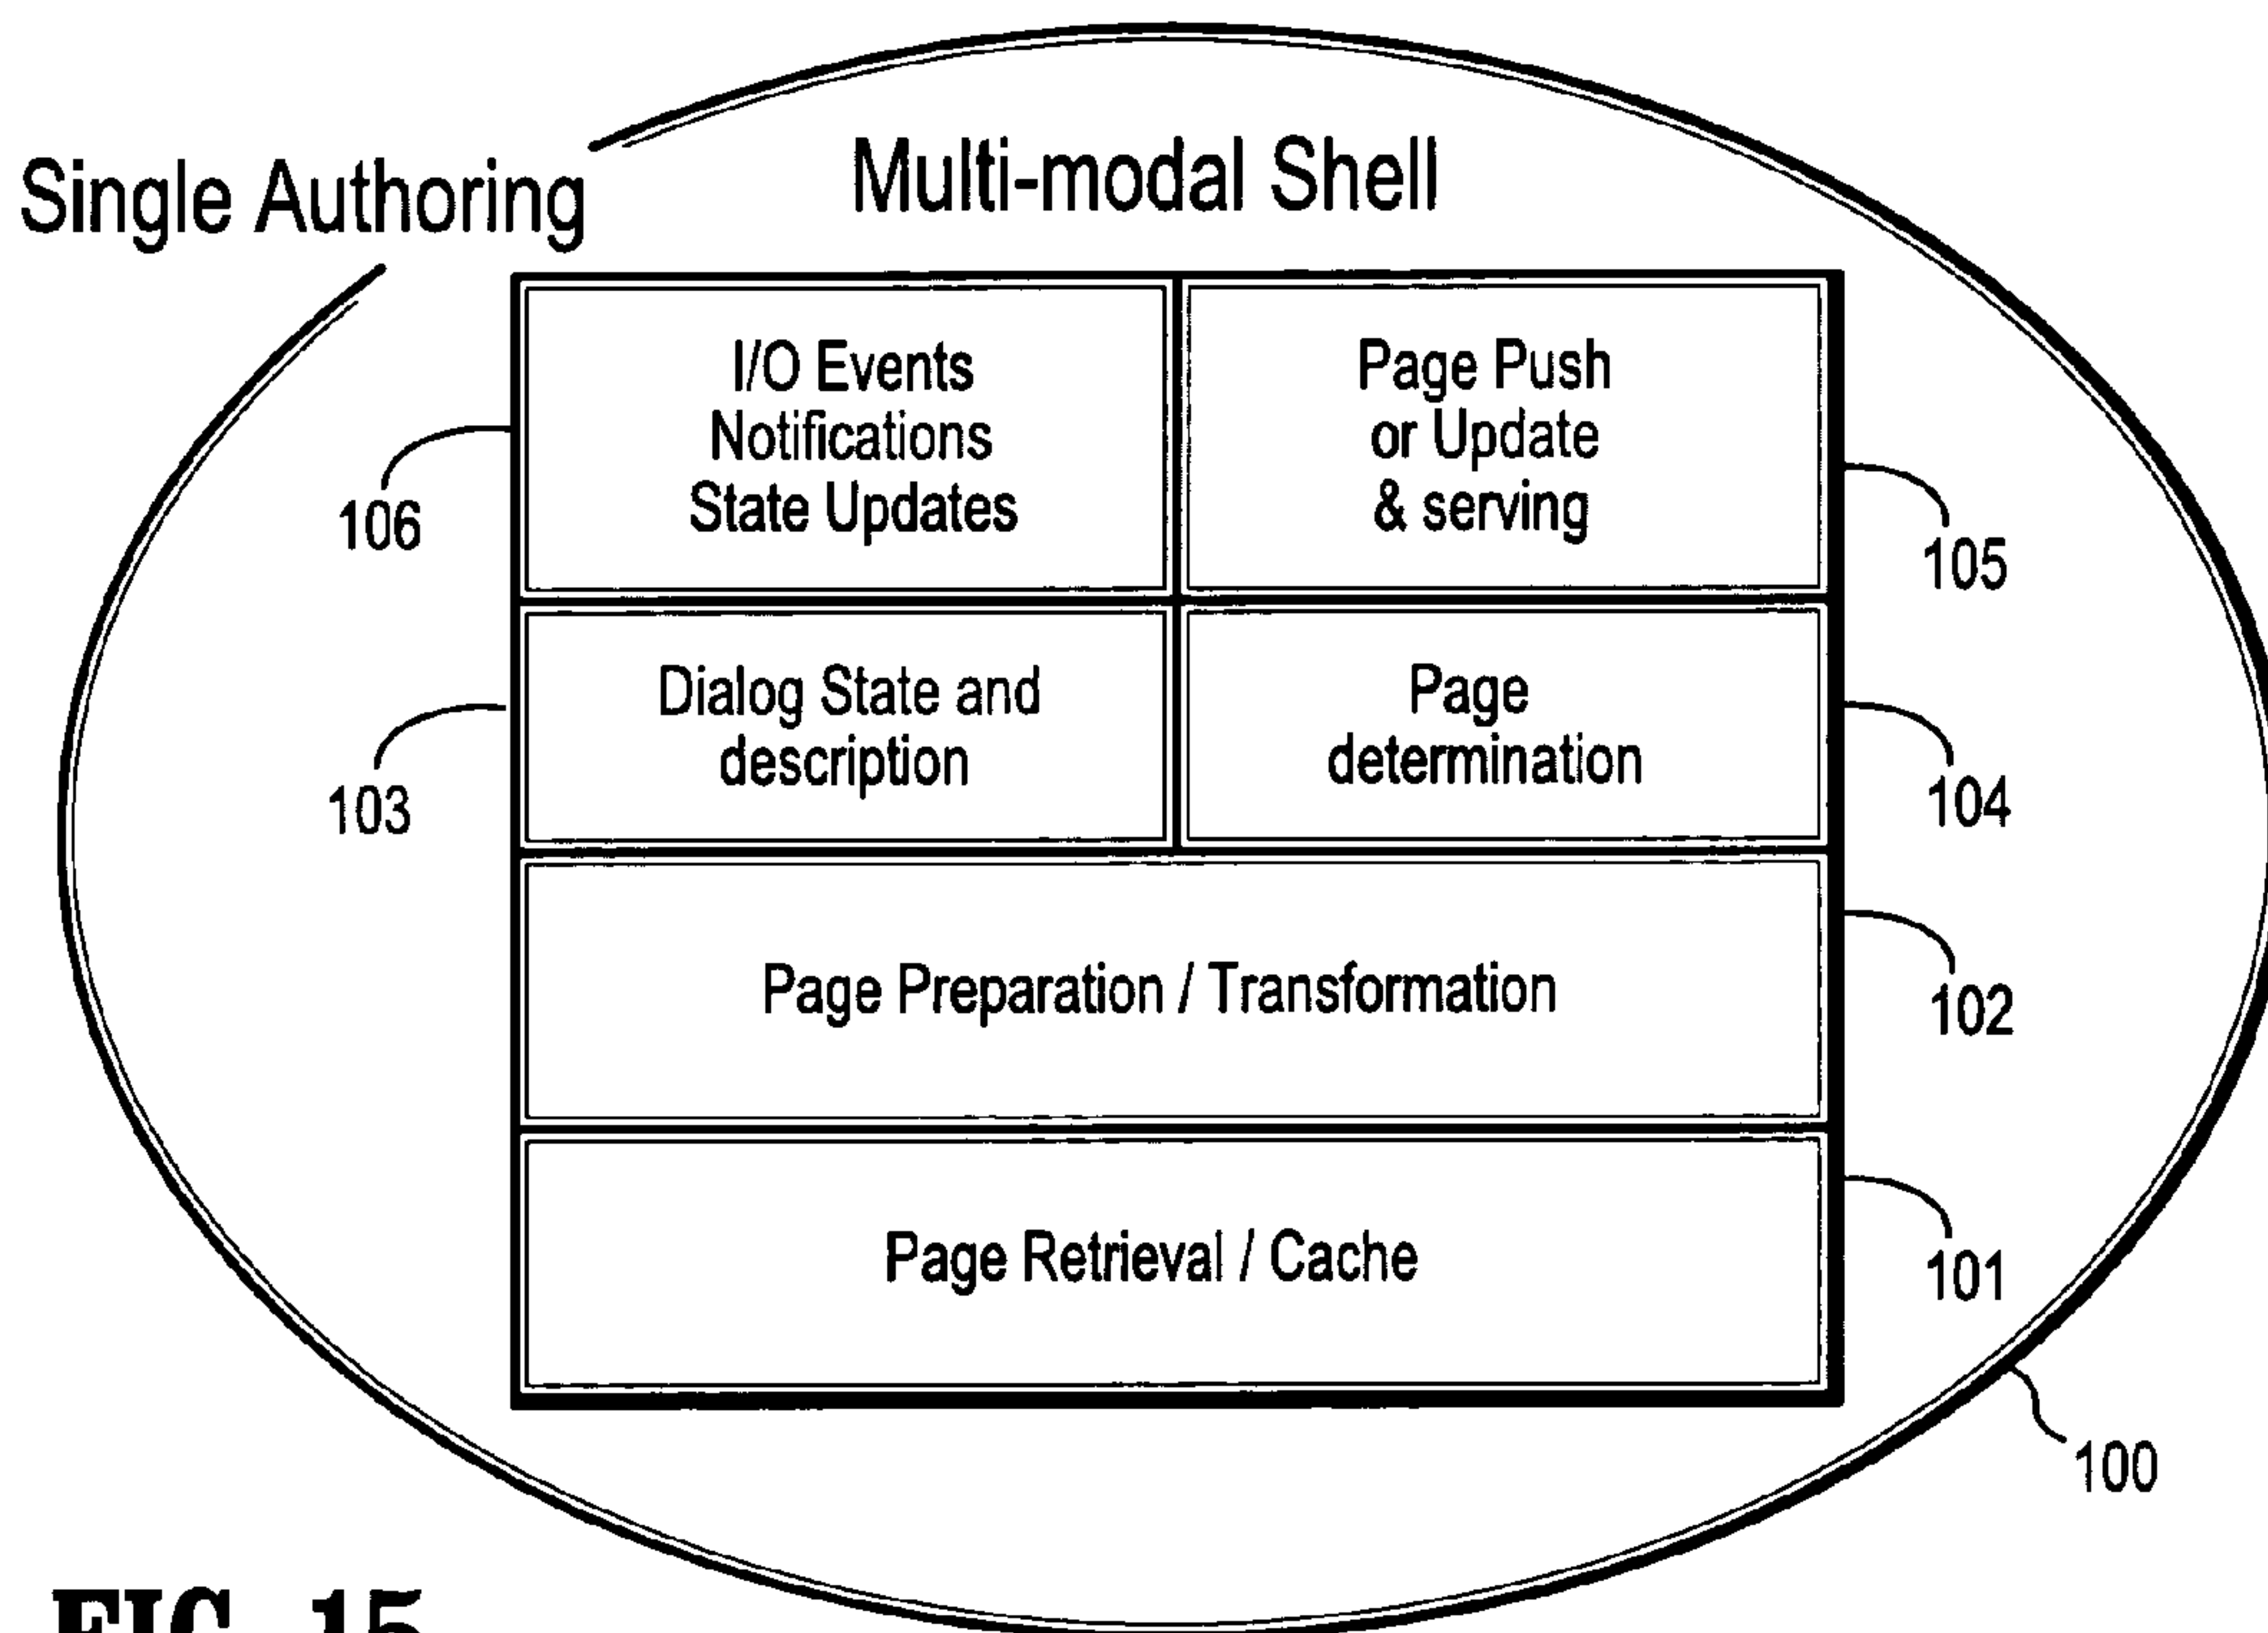 Multi-modal Shell
Single Authoring
I/O Events
Notifications
State Updates
Page Push
or Update
& serving
106
105
Dialog State and
description
Page
determination
103
104
Page Preparation / Transformation
102
Page Retrieval / Cache
101
100
FIG. 15